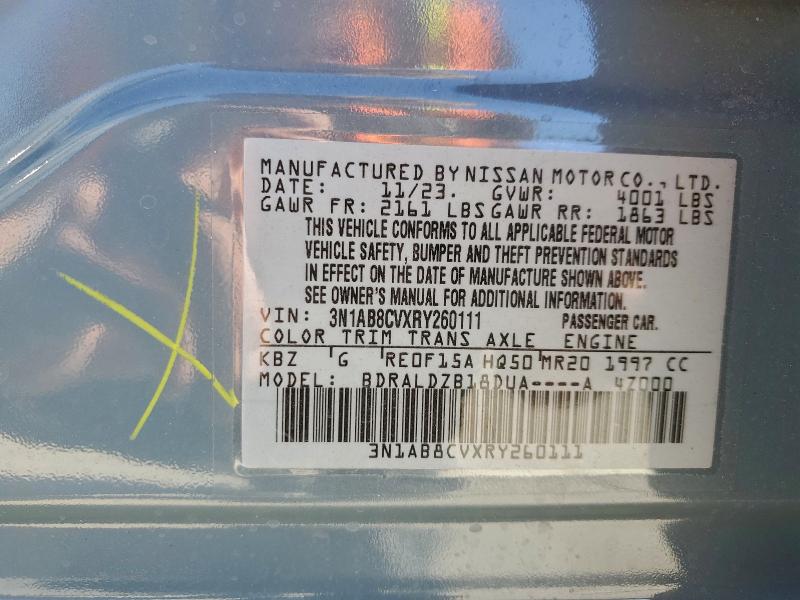 MANUFACTURED BY NISSAN MOTOR CO., LTD.
DATE: 11/23. GVWR: 4001 LBS
GAWR FR: 2161 LBS GAWR RR: 1863 LBS
THIS VEHICLE CONFORMS TO ALL APPLICABLE FEDERAL MOTOR
VEHICLE SAFETY, BUMPER AND THEFT PREVENTION STANDARDS
IN EFFECT ON THE DATE OF MANUFACTURE SHOWN ABOVE.
SEE OWNER'S MANUAL FOR ADDITIONAL INFORMATION.
VIN: 3N1AB8CVXRY260111 PASSENGER CAR.
COLOR TRIM TRANS AXLE ENGINE
KBZ G RE0F15A HQ50 MR20 1997 CC
MODEL: BDRALDZB18DUA----A 4Z000
3N1AB8CVXRY260111